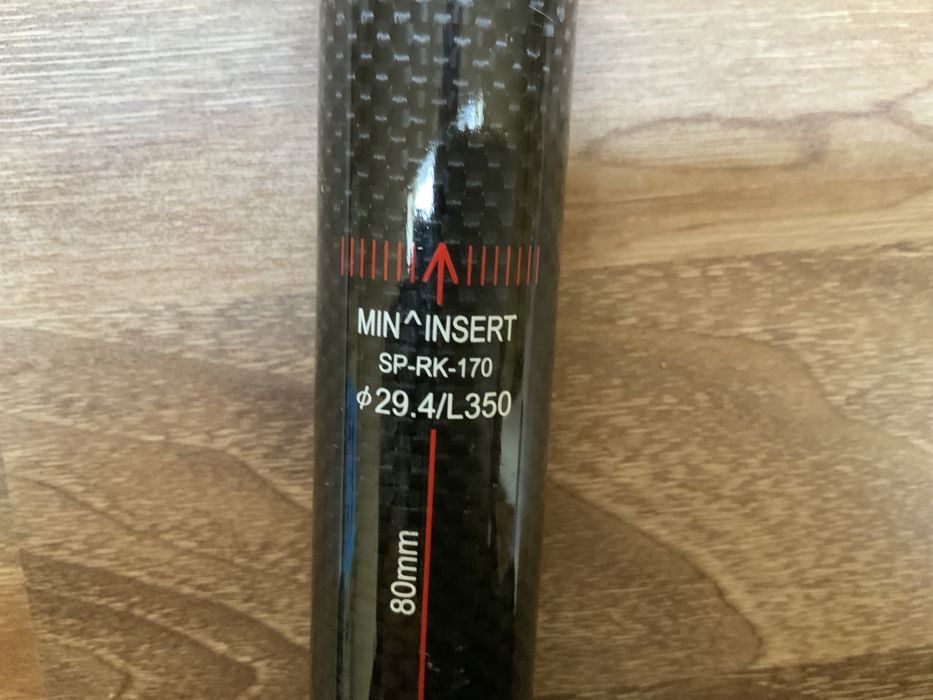 MIN^INSERT
SP-RK-170
ϕ29.4/L350
80mm